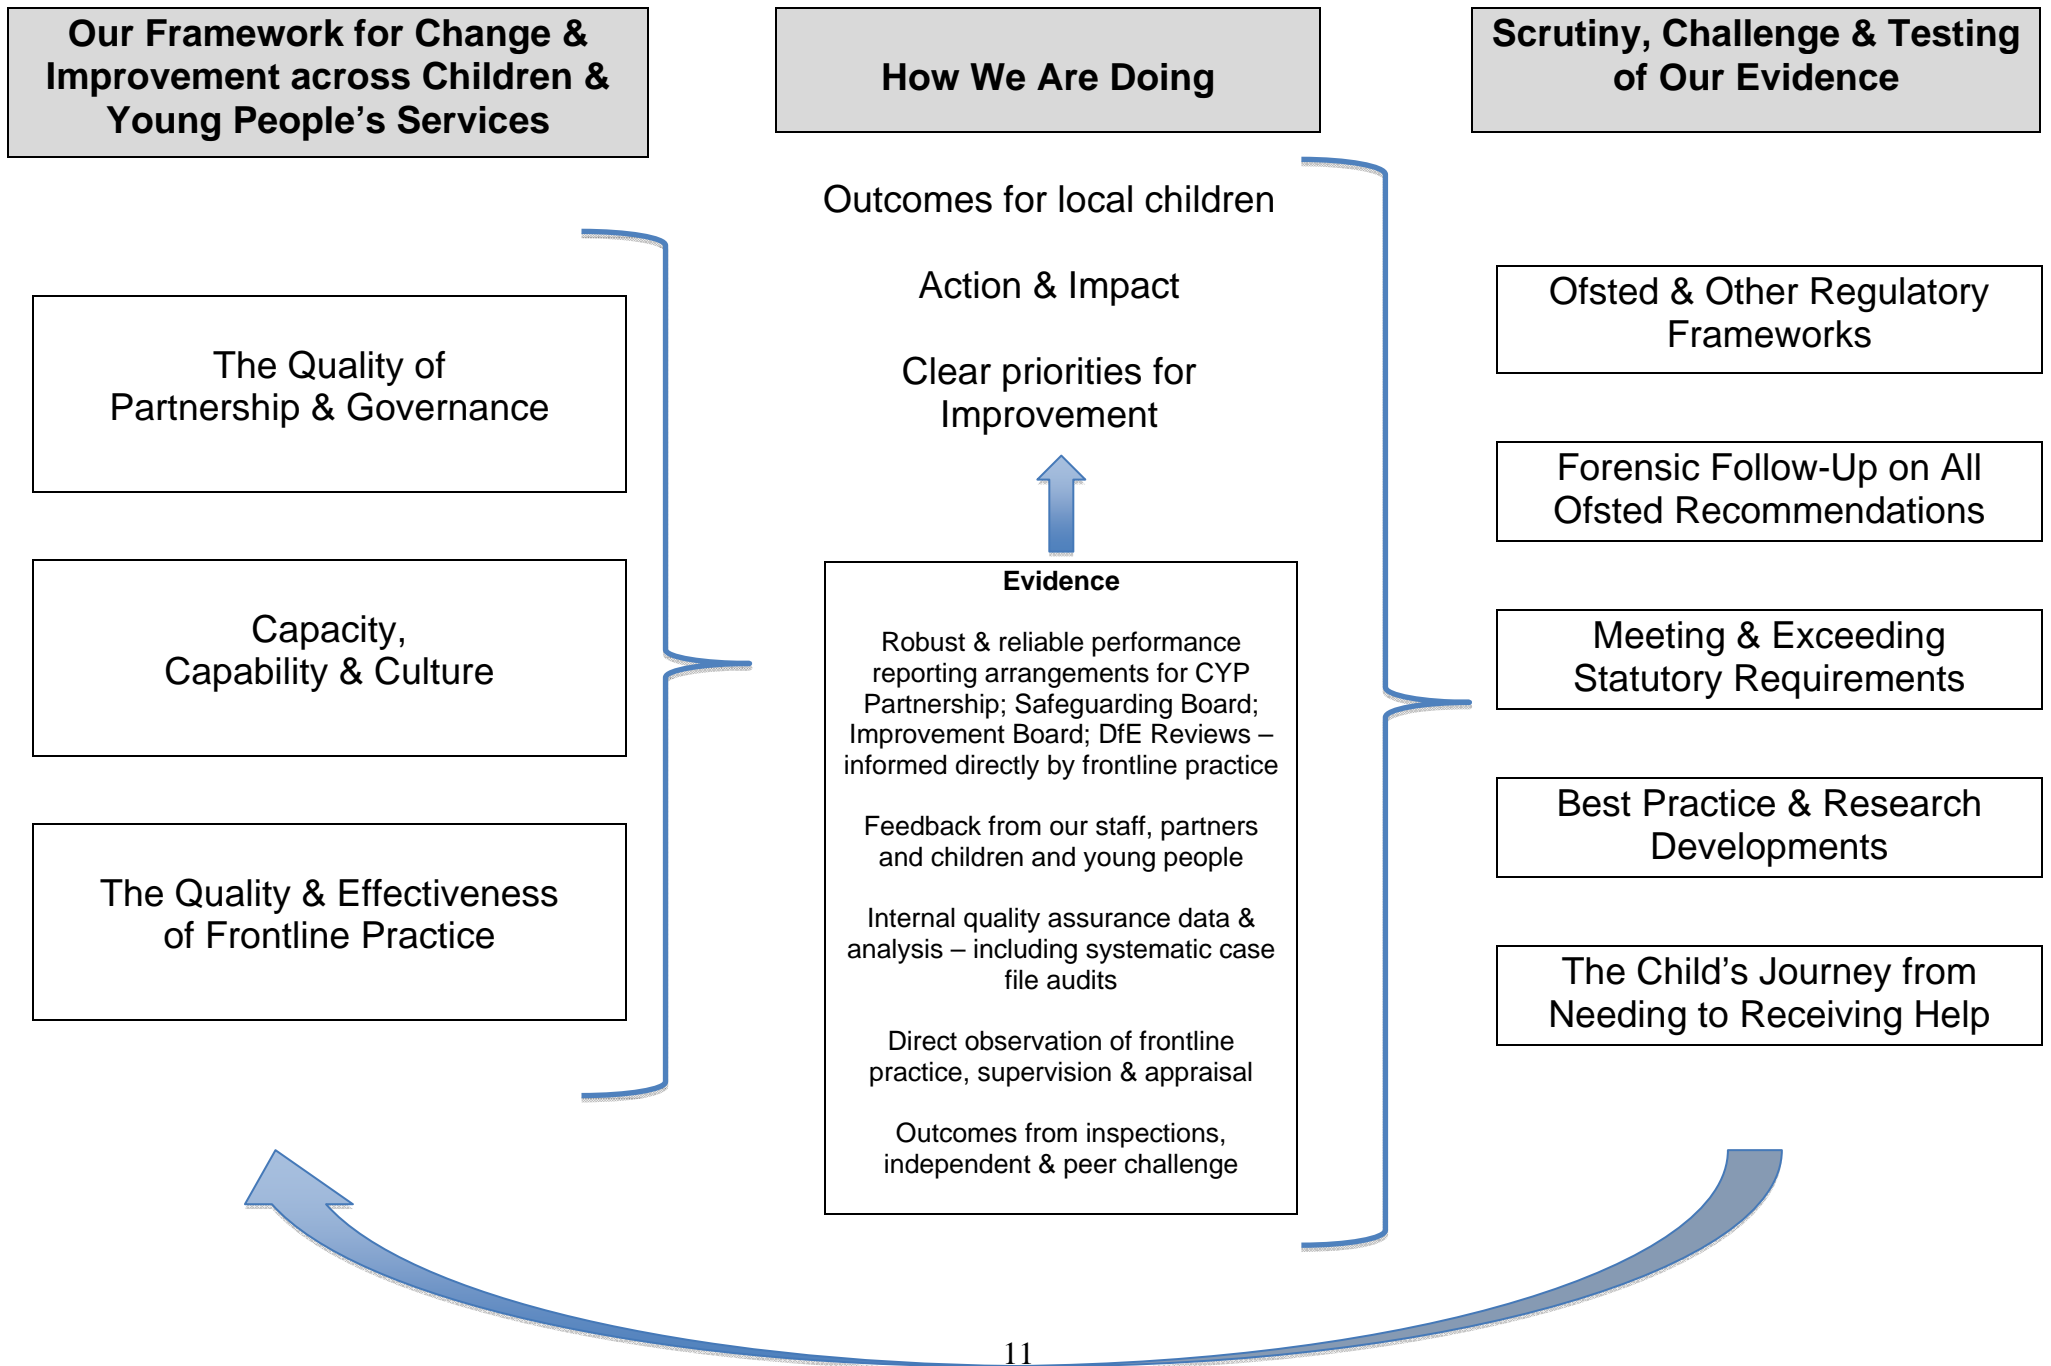 Our Framework for Change &
Improvement across Children &
Young People’s Services
The Quality of
Partnership & Governance
Capacity,
Capability & Culture
The Quality & Effectiveness
of Frontline Practice
How We Are Doing
Outcomes for local children
Action & Impact
Clear priorities for
Improvement
Evidence
Robust & reliable performance
reporting arrangements for CYP
Partnership; Safeguarding Board;
Improvement Board; DfE Reviews –
informed directly by frontline practice
Feedback from our staff, partners
and children and young people
Internal quality assurance data &
analysis – including systematic case
file audits
Direct observation of frontline
practice, supervision & appraisal
Outcomes from inspections,
independent & peer challenge
Scrutiny, Challenge & Testing
of Our Evidence
Ofsted & Other Regulatory
Frameworks
Forensic Follow-Up on All
Ofsted Recommendations
Meeting & Exceeding
Statutory Requirements
Best Practice & Research
Developments
The Child’s Journey from
Needing to Receiving Help
11